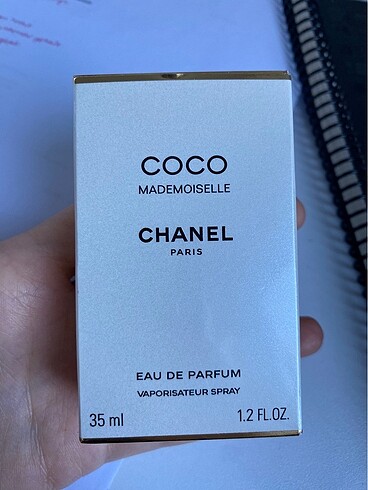 COCO
MADEMOISELLE
CHANEL
PARIS
EAU DE PARFUM
VAPORISATEUR SPRAY
35 ml 1.2 FL.OZ.